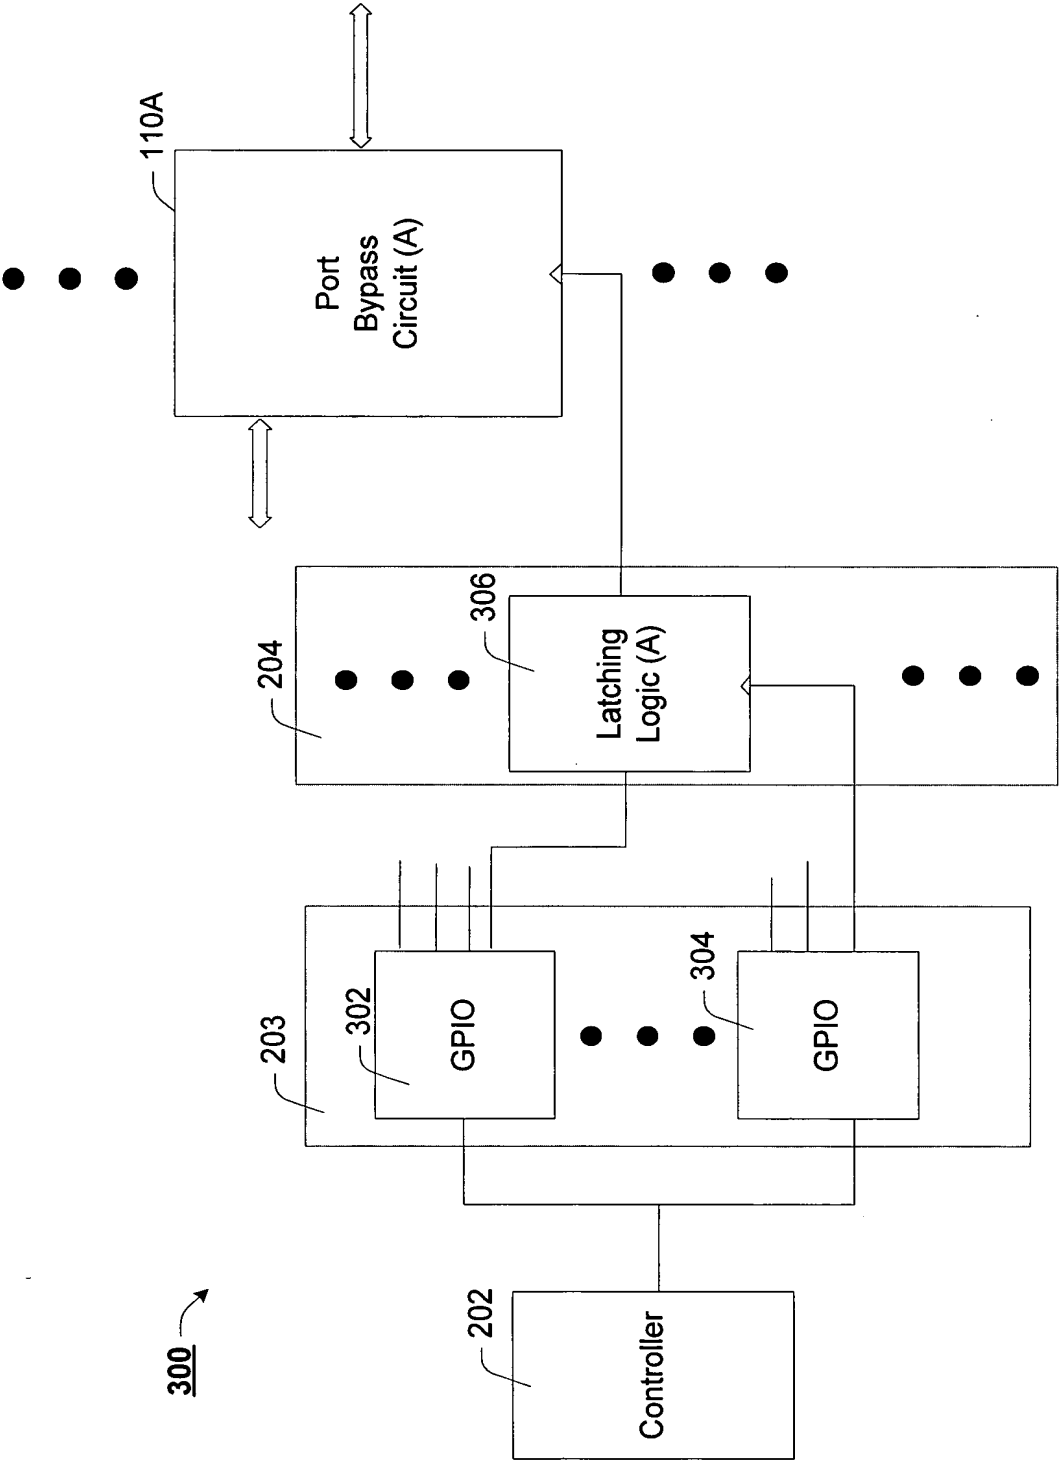 300
202
Controller
203
302
GPIO
304
GPIO
204
306
Latching
Logic (A)
110A
Port
Bypass
Circuit (A)